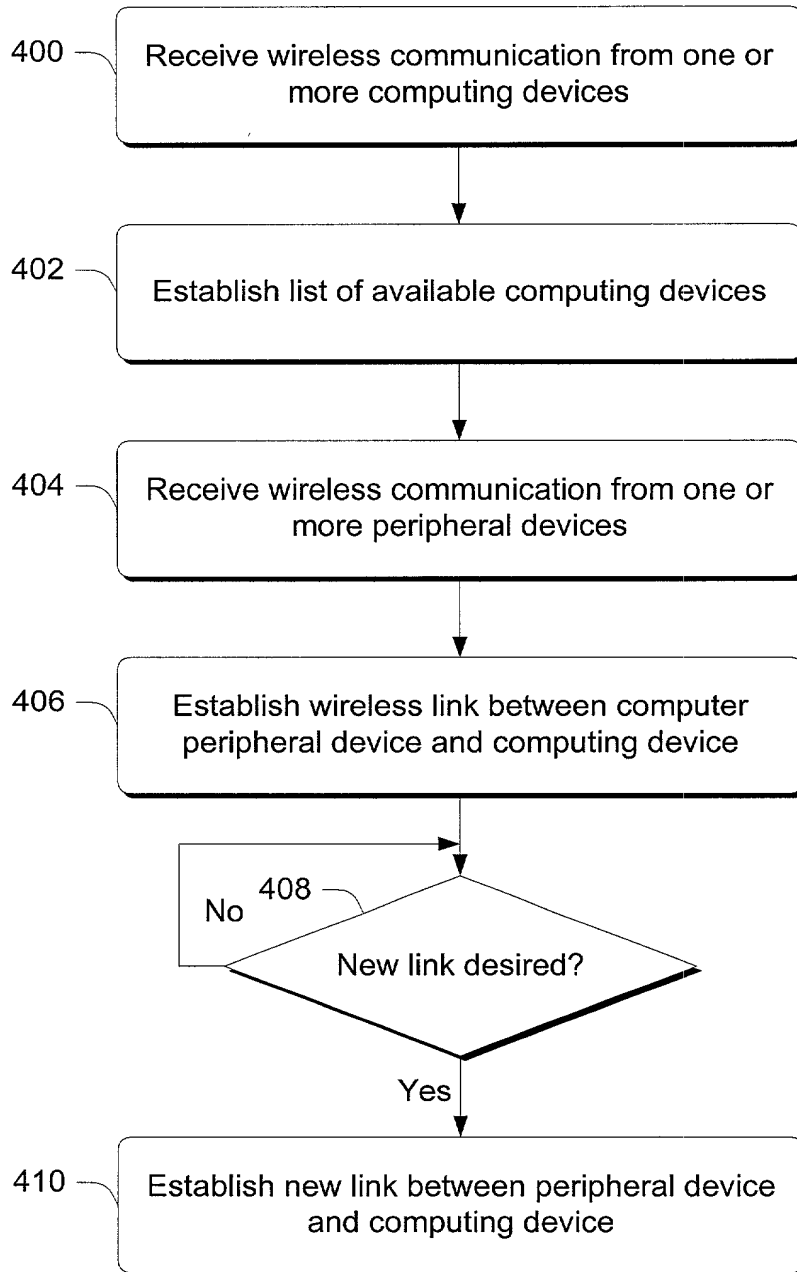 400
Receive wireless communication from one or
more computing devices
402
Establish list of available computing devices
404
Receive wireless communication from one or
more peripheral devices
406
Establish wireless link between computer
peripheral device and computing device
408
No
New link desired?
Yes
410
Establish new link between peripheral device
and computing device